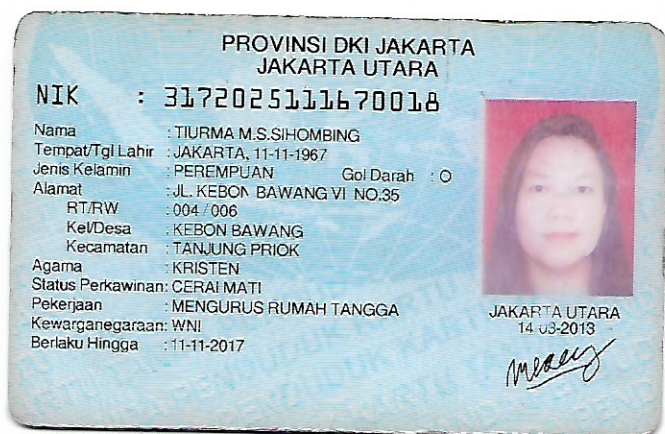 PROVINSI DKI JAKARTA
JAKARTA UTARA
NIK : 3172025111670018
Nama : TIURMA M.S.SIHOMBING
Tempat/Tgl Lahir : JAKARTA, 11-11-1967
Jenis Kelamin : PEREMPUAN Gol Darah : O
Alamat : JL. KEBON BAWANG VI NO.35
RT/RW : 004 / 006
Kel/Desa : KEBON BAWANG
Kecamatan : TANJUNG PRIOK
Agama : KRISTEN
Status Perkawinan: CERAI MATI
Pekerjaan : MENGURUS RUMAH TANGGA
Kewarganegaraan: WNI
Berlaku Hingga : 11-11-2017
JAKARTA UTARA
14-03-2013